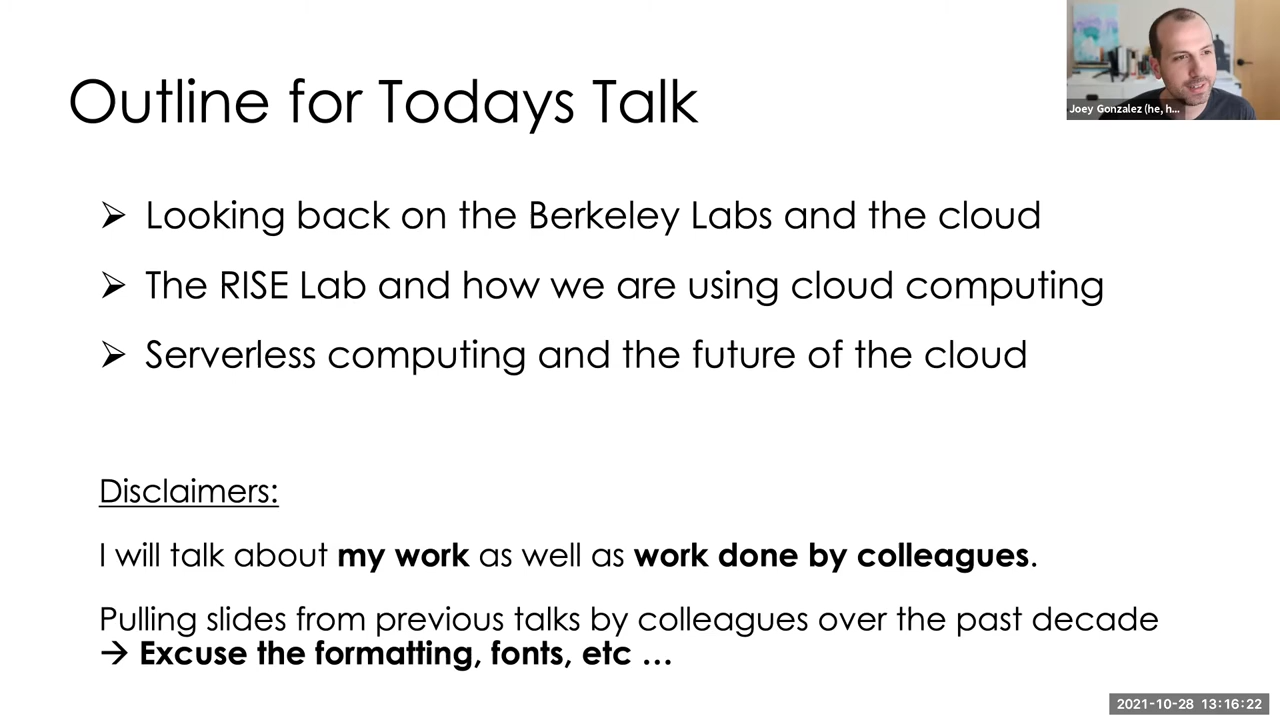 Outline for Todays Talk
Joey Gonzalez (he, h...
➢ Looking back on the Berkeley Labs and the cloud
➢ The RISE Lab and how we are using cloud computing
➢ Serverless computing and the future of the cloud
Disclaimers:
I will talk about my work as well as work done by colleagues.
Pulling slides from previous talks by colleagues over the past decade
→ Excuse the formatting, fonts, etc …
2021-10-28 13:16:22